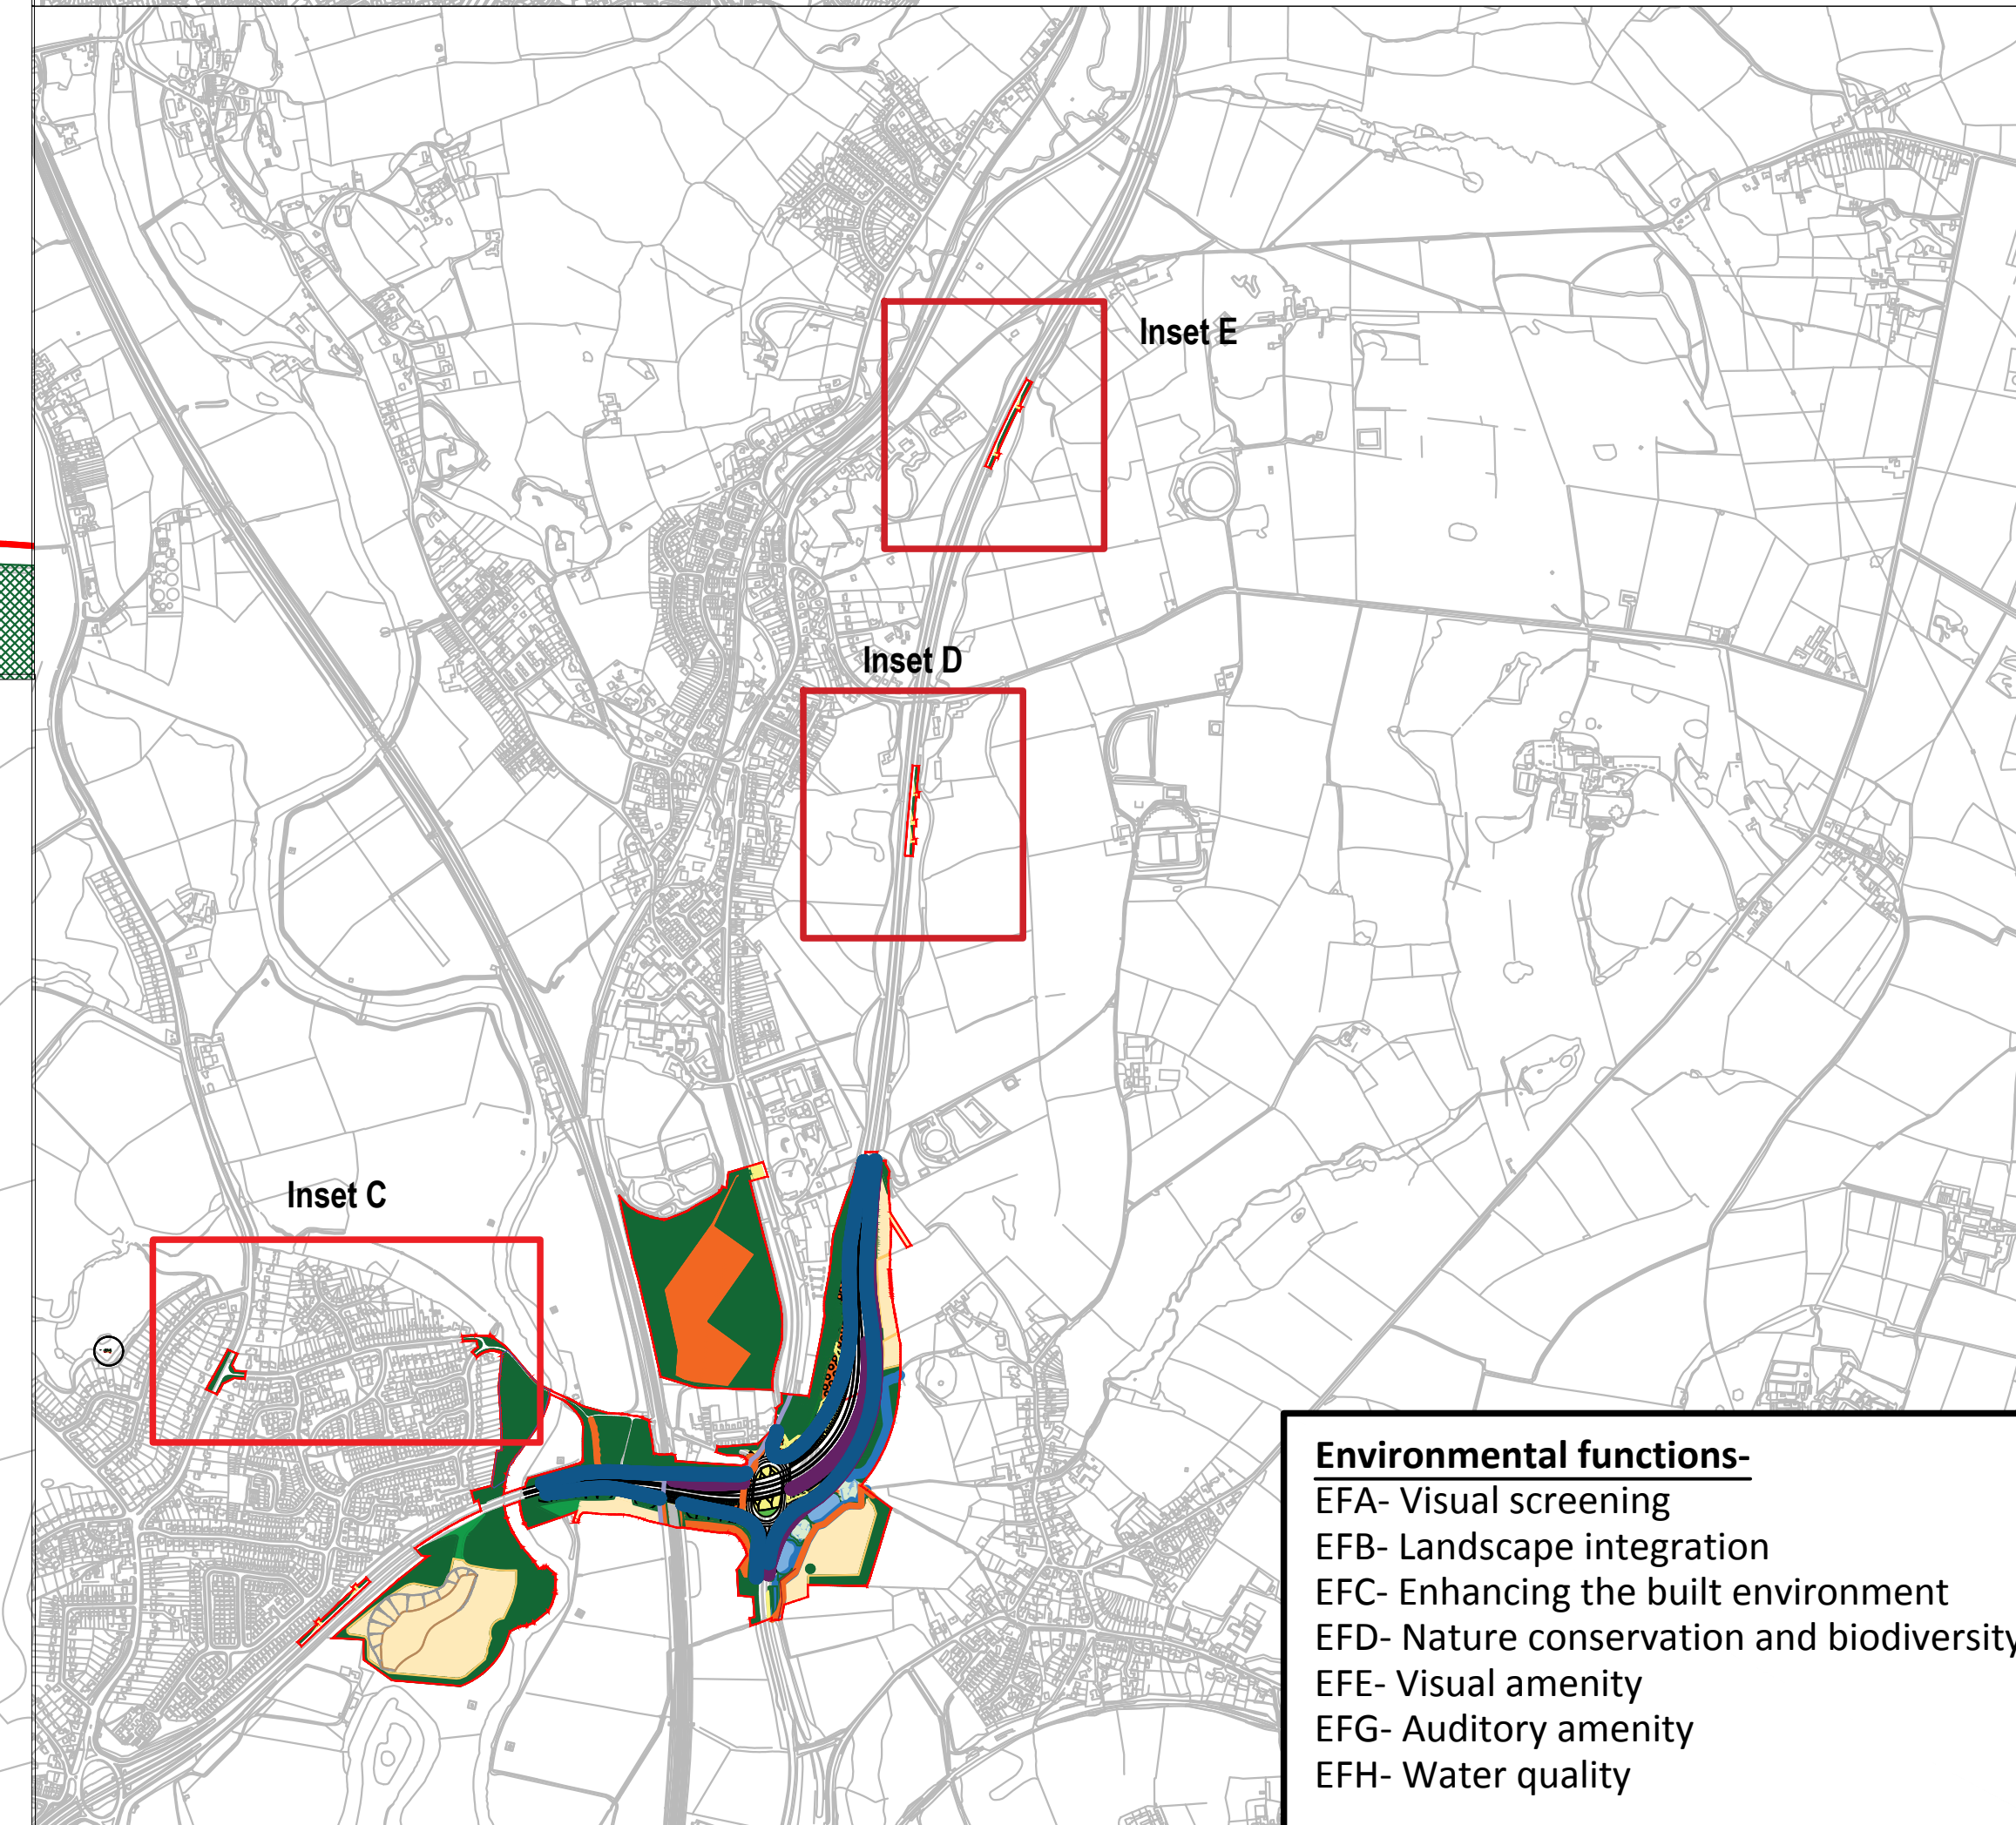 Inset E
Inset D
Inset C
Environmental functions-
EFA- Visual screening
EFB- Landscape integration
EFC- Enhancing the built environment
EFD- Nature conservation and biodiversity
EFE- Visual amenity
EFG- Auditory amenity
EFH- Water quality